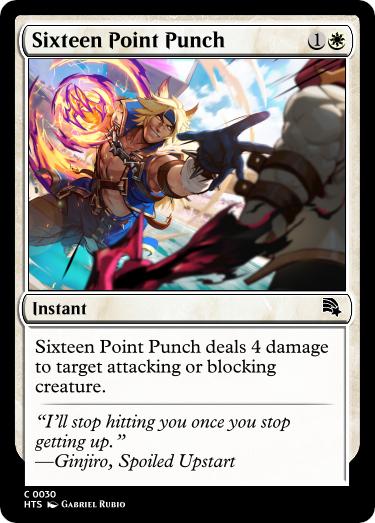 Sixteen Point Punch 1
Instant
Sixteen Point Punch deals 4 damage
to target attacking or blocking
creature.
“I’ll stop hitting you once you stop
getting up.”
—Ginjiro, Spoiled Upstart
C 0030
HTS Gabriel Rubio